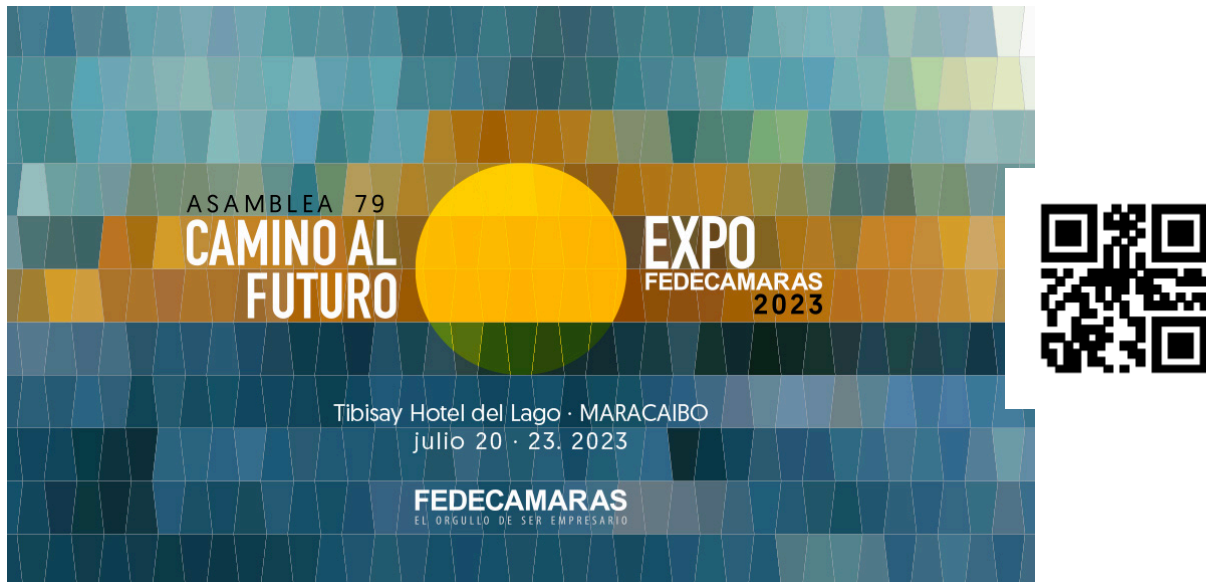 ASAMBLEA 79
CAMINO AL
FUTURO
EXPO
FEDECAMARAS
2023
Tibisay Hotel del Lago · MARACAIBO
julio 20 · 23. 2023
FEDECAMARAS
EL ORGULLO DE SER EMPRESARIO